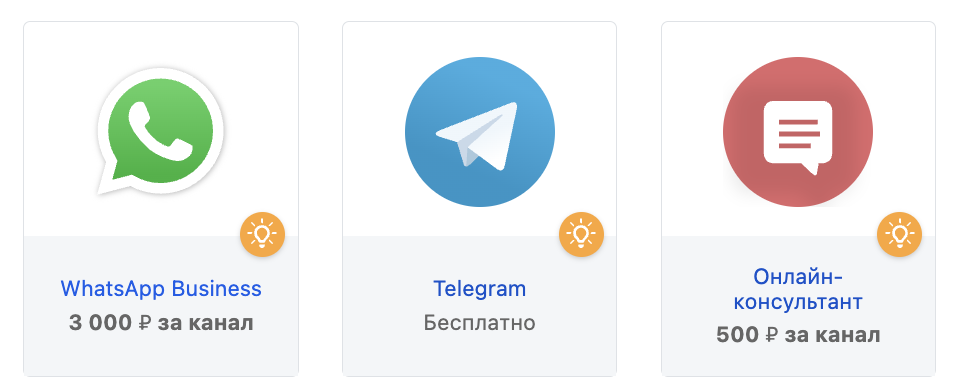 WhatsApp Business
3 000 ₽ за канал
Telegram
Бесплатно
Онлайн-
консультант
500 ₽ за канал